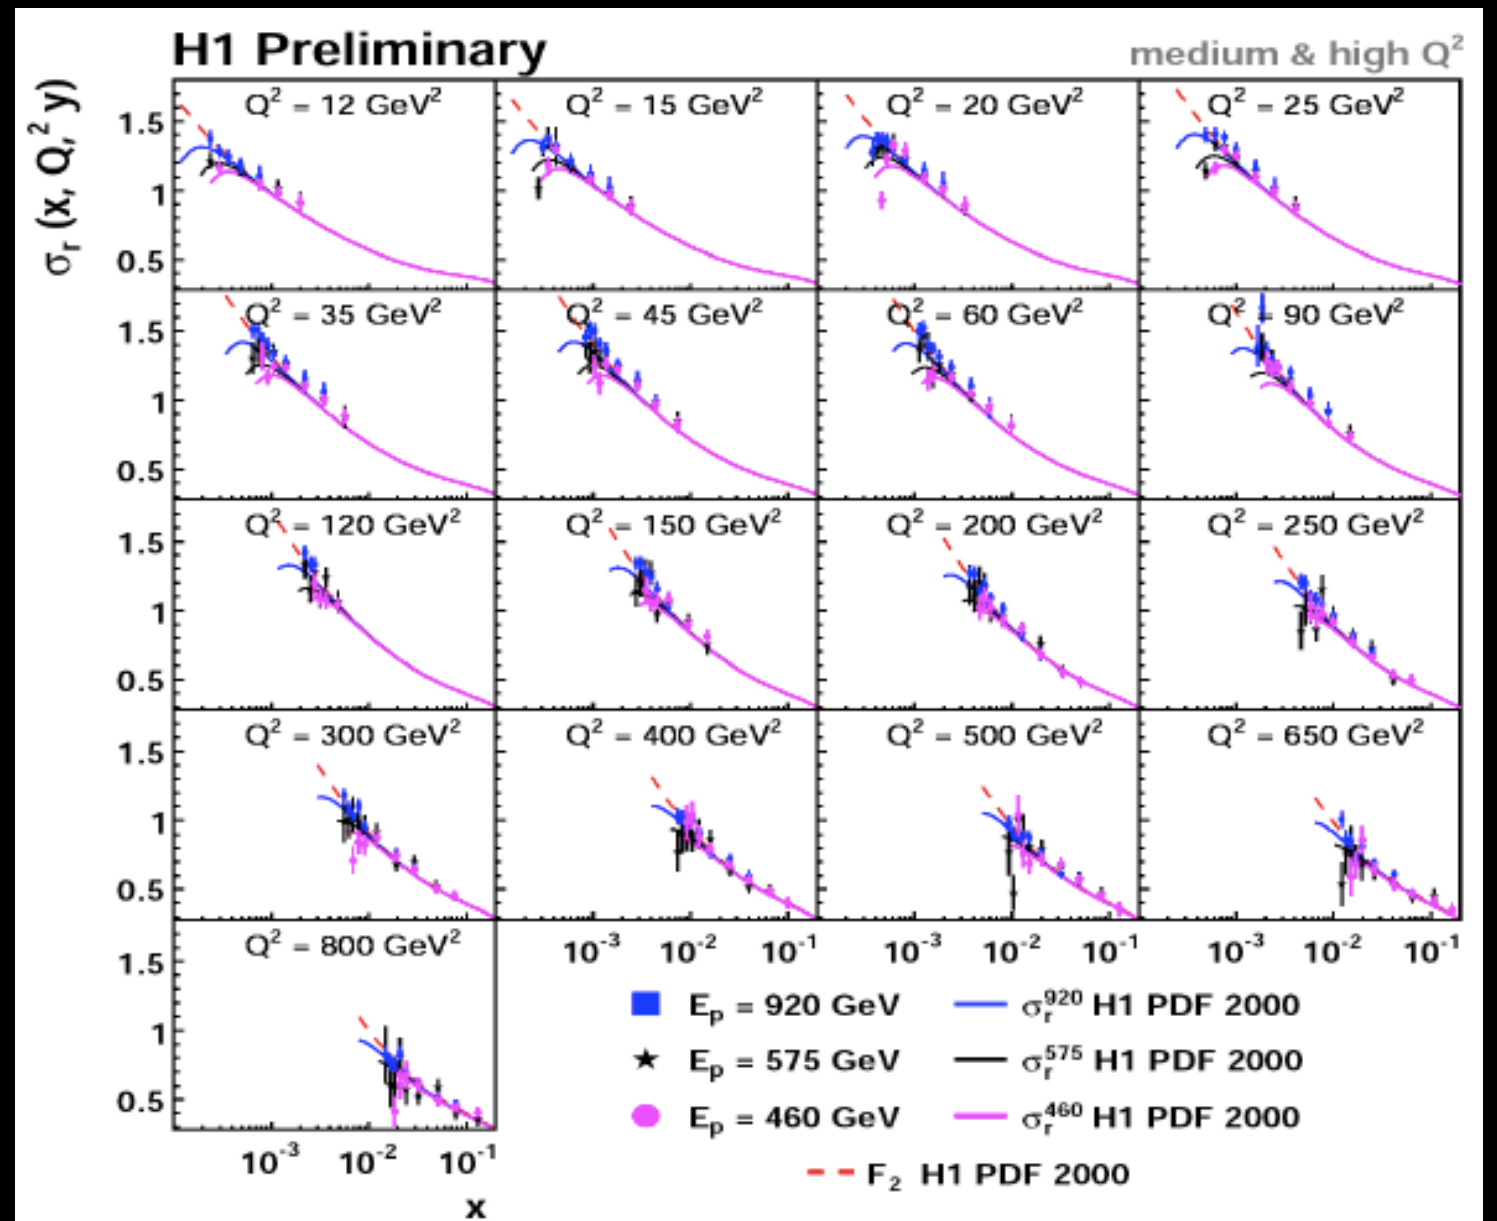 H1 Preliminary
medium & high Q²
σr (x, Q,² y)
Q² = 12 GeV²
Q² = 15 GeV²
Q² = 20 GeV²
Q² = 25 GeV²
1.5
1
0.5
Q² = 35 GeV²
Q² = 45 GeV²
Q² = 60 GeV²
Q² = 90 GeV²
1.5
1
0.5
Q² = 120 GeV²
Q² = 150 GeV²
Q² = 200 GeV²
Q² = 250 GeV²
1.5
1
0.5
Q² = 300 GeV²
Q² = 400 GeV²
Q² = 500 GeV²
Q² = 650 GeV²
1.5
1
0.5
Q² = 800 GeV²
10⁻³ 10⁻² 10⁻¹
10⁻³ 10⁻² 10⁻¹
10⁻³ 10⁻² 10⁻¹
1.5
1
0.5
Ep = 920 GeV
σr⁹²⁰ H1 PDF 2000
Ep = 575 GeV
σr⁵⁷⁵ H1 PDF 2000
Ep = 460 GeV
σr⁴⁶⁰ H1 PDF 2000
F₂ H1 PDF 2000
10⁻³ 10⁻² 10⁻¹
x